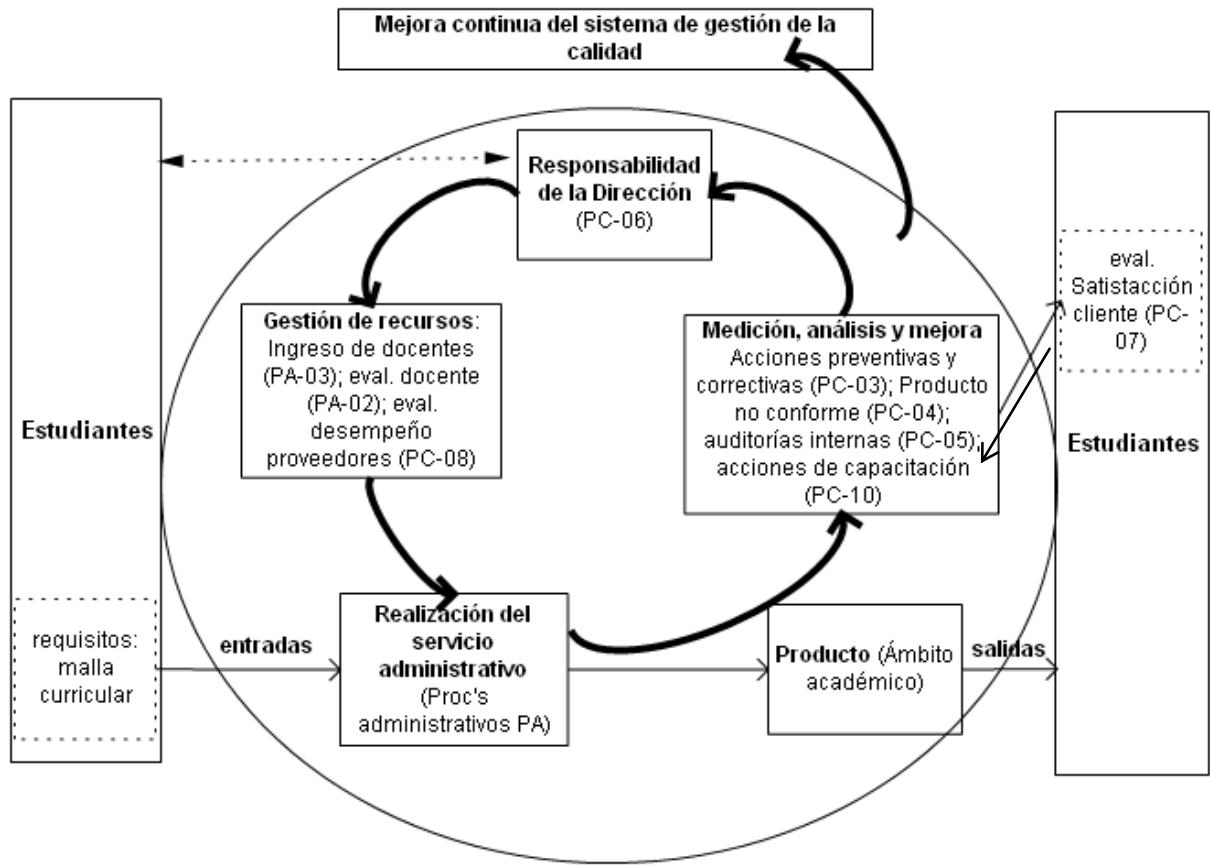 Mejora continua del sistema de gestión de la
calidad
Responsabilidad
de la Dirección
(PC-06)
Gestión de recursos:
Ingreso de docentes
(PA-03); eval. docente
(PA-02); eval.
desempeño
proveedores (PC-08)
Medición, análisis y mejora
Acciones preventivas y
correctivas (PC-03); Producto
no conforme (PC-04);
auditorías internas (PC-05);
acciones de capacitación
(PC-10)
eval.
Satistacción
cliente (PC-
07)
Estudiantes
Estudiantes
requisitos:
malla
curricular
entradas
Realización del
servicio
administrativo
(Proc's
administrativos PA)
Producto (Ámbito
académico)
salidas